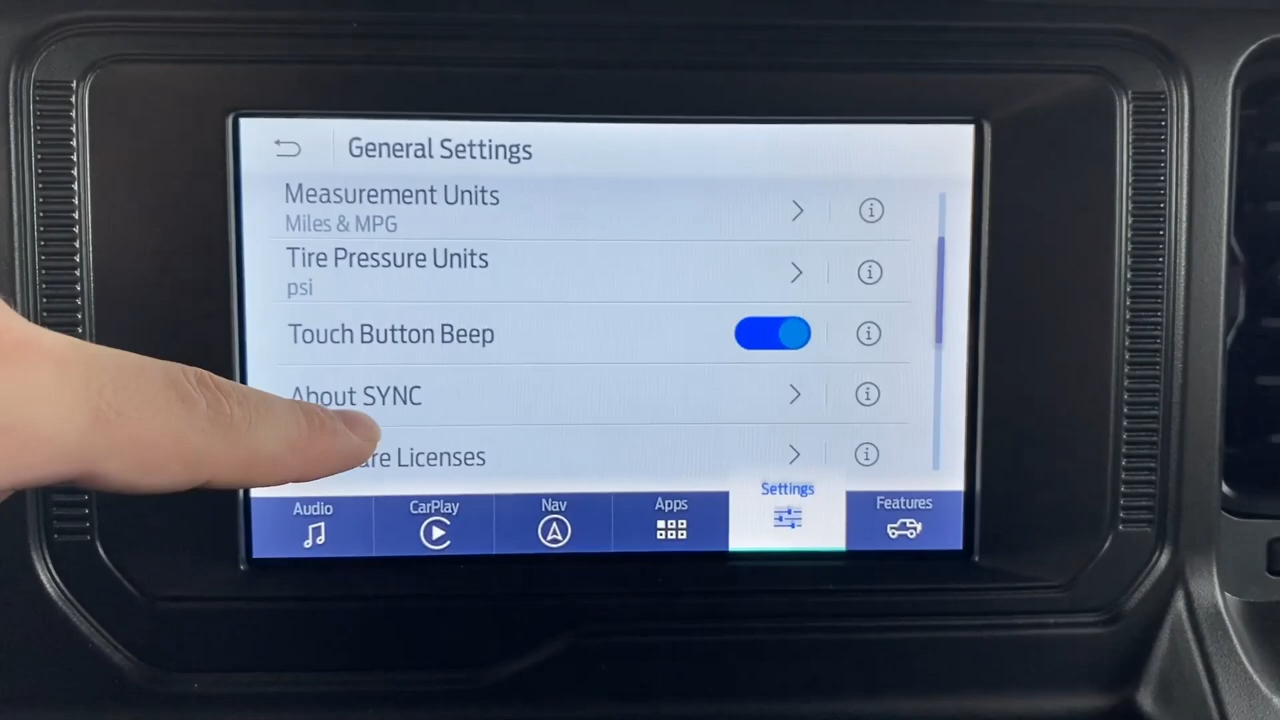 General Settings
Measurement Units
Miles & MPG
Tire Pressure Units
psi
Touch Button Beep
About SYNC
are Licenses
Audio
CarPlay
Nav
Apps
Settings
Features